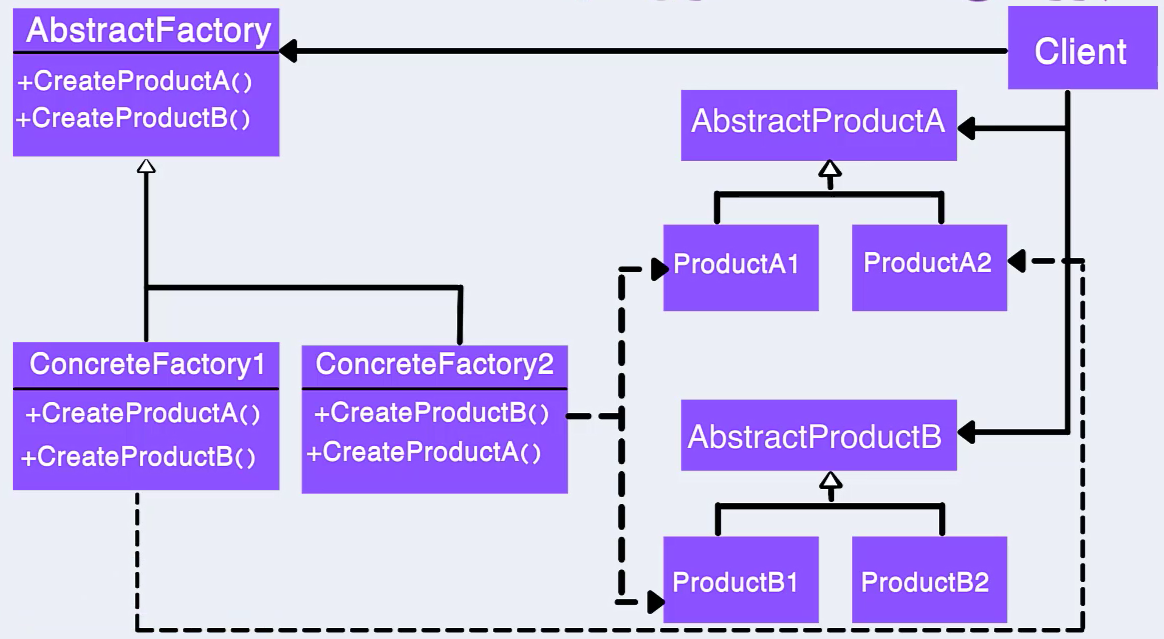 AbstractFactory
+CreateProductA()
+CreateProductB()
Client
AbstractProductA
ProductA1
ProductA2
ConcreteFactory1
+CreateProductA()
+CreateProductB()
ConcreteFactory2
+CreateProductB()
+CreateProductA()
AbstractProductB
ProductB1
ProductB2